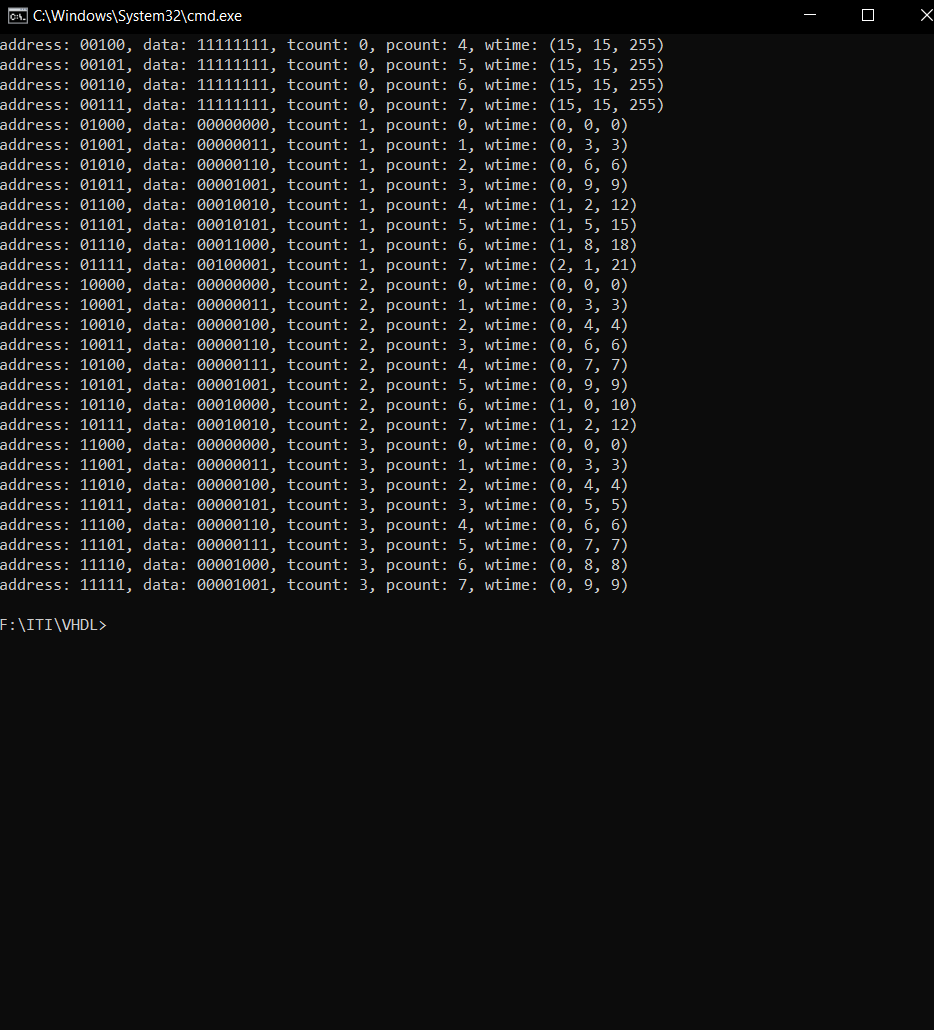 C:\Windows\System32\cmd.exe
address: 00100, data: 11111111, tcount: 0, pcount: 4, wtime: (15, 15, 255)
address: 00101, data: 11111111, tcount: 0, pcount: 5, wtime: (15, 15, 255)
address: 00110, data: 11111111, tcount: 0, pcount: 6, wtime: (15, 15, 255)
address: 00111, data: 11111111, tcount: 0, pcount: 7, wtime: (15, 15, 255)
address: 01000, data: 00000000, tcount: 1, pcount: 0, wtime: (0, 0, 0)
address: 01001, data: 00000011, tcount: 1, pcount: 1, wtime: (0, 3, 3)
address: 01010, data: 00000110, tcount: 1, pcount: 2, wtime: (0, 6, 6)
address: 01011, data: 00001001, tcount: 1, pcount: 3, wtime: (0, 9, 9)
address: 01100, data: 00010010, tcount: 1, pcount: 4, wtime: (1, 2, 12)
address: 01101, data: 00010101, tcount: 1, pcount: 5, wtime: (1, 5, 15)
address: 01110, data: 00011000, tcount: 1, pcount: 6, wtime: (1, 8, 18)
address: 01111, data: 00100001, tcount: 1, pcount: 7, wtime: (2, 1, 21)
address: 10000, data: 00000000, tcount: 2, pcount: 0, wtime: (0, 0, 0)
address: 10001, data: 00000011, tcount: 2, pcount: 1, wtime: (0, 3, 3)
address: 10010, data: 00000100, tcount: 2, pcount: 2, wtime: (0, 4, 4)
address: 10011, data: 00000110, tcount: 2, pcount: 3, wtime: (0, 6, 6)
address: 10100, data: 00000111, tcount: 2, pcount: 4, wtime: (0, 7, 7)
address: 10101, data: 00001001, tcount: 2, pcount: 5, wtime: (0, 9, 9)
address: 10110, data: 00010000, tcount: 2, pcount: 6, wtime: (1, 0, 10)
address: 10111, data: 00010010, tcount: 2, pcount: 7, wtime: (1, 2, 12)
address: 11000, data: 00000000, tcount: 3, pcount: 0, wtime: (0, 0, 0)
address: 11001, data: 00000011, tcount: 3, pcount: 1, wtime: (0, 3, 3)
address: 11010, data: 00000100, tcount: 3, pcount: 2, wtime: (0, 4, 4)
address: 11011, data: 00000101, tcount: 3, pcount: 3, wtime: (0, 5, 5)
address: 11100, data: 00000110, tcount: 3, pcount: 4, wtime: (0, 6, 6)
address: 11101, data: 00000111, tcount: 3, pcount: 5, wtime: (0, 7, 7)
address: 11110, data: 00001000, tcount: 3, pcount: 6, wtime: (0, 8, 8)
address: 11111, data: 00001001, tcount: 3, pcount: 7, wtime: (0, 9, 9)
F:\ITI\VHDL>